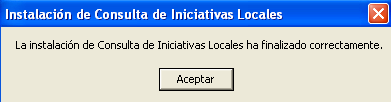 Instalación de Consulta de Iniciativas Locales
La instalación de Consulta de Iniciativas Locales ha finalizado correctamente.
Aceptar